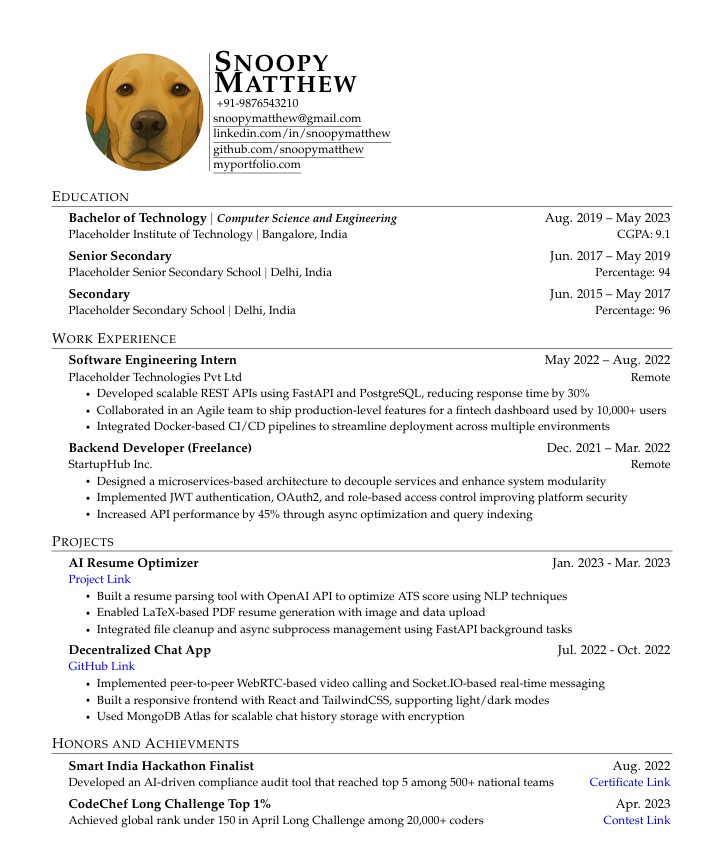 SNOOPY
MATTHEW
+91-9876543210
snoopymatthew@gmail.com
linkedin.com/in/snoopymatthew
github.com/snoopymatthew
myportfolio.com
EDUCATION
Bachelor of Technology | Computer Science and Engineering Aug. 2019 – May 2023
Placeholder Institute of Technology | Bangalore, India CGPA: 9.1
Senior Secondary Jun. 2017 – May 2019
Placeholder Senior Secondary School | Delhi, India Percentage: 94
Secondary Jun. 2015 – May 2017
Placeholder Secondary School | Delhi, India Percentage: 96
WORK EXPERIENCE
Software Engineering Intern May 2022 – Aug. 2022
Placeholder Technologies Pvt Ltd Remote
• Developed scalable REST APIs using FastAPI and PostgreSQL, reducing response time by 30%
• Collaborated in an Agile team to ship production-level features for a fintech dashboard used by 10,000+ users
• Integrated Docker-based CI/CD pipelines to streamline deployment across multiple environments
Backend Developer (Freelance) Dec. 2021 – Mar. 2022
StartupHub Inc. Remote
• Designed a microservices-based architecture to decouple services and enhance system modularity
• Implemented JWT authentication, OAuth2, and role-based access control improving platform security
• Increased API performance by 45% through async optimization and query indexing
PROJECTS
AI Resume Optimizer Jan. 2023 - Mar. 2023
Project Link
• Built a resume parsing tool with OpenAI API to optimize ATS score using NLP techniques
• Enabled LaTeX-based PDF resume generation with image and data upload
• Integrated file cleanup and async subprocess management using FastAPI background tasks
Decentralized Chat App Jul. 2022 - Oct. 2022
GitHub Link
• Implemented peer-to-peer WebRTC-based video calling and Socket.IO-based real-time messaging
• Built a responsive frontend with React and TailwindCSS, supporting light/dark modes
• Used MongoDB Atlas for scalable chat history storage with encryption
HONORS AND ACHIEVMENTS
Smart India Hackathon Finalist Aug. 2022
Developed an AI-driven compliance audit tool that reached top 5 among 500+ national teams Certificate Link
CodeChef Long Challenge Top 1% Apr. 2023
Achieved global rank under 150 in April Long Challenge among 20,000+ coders Contest Link